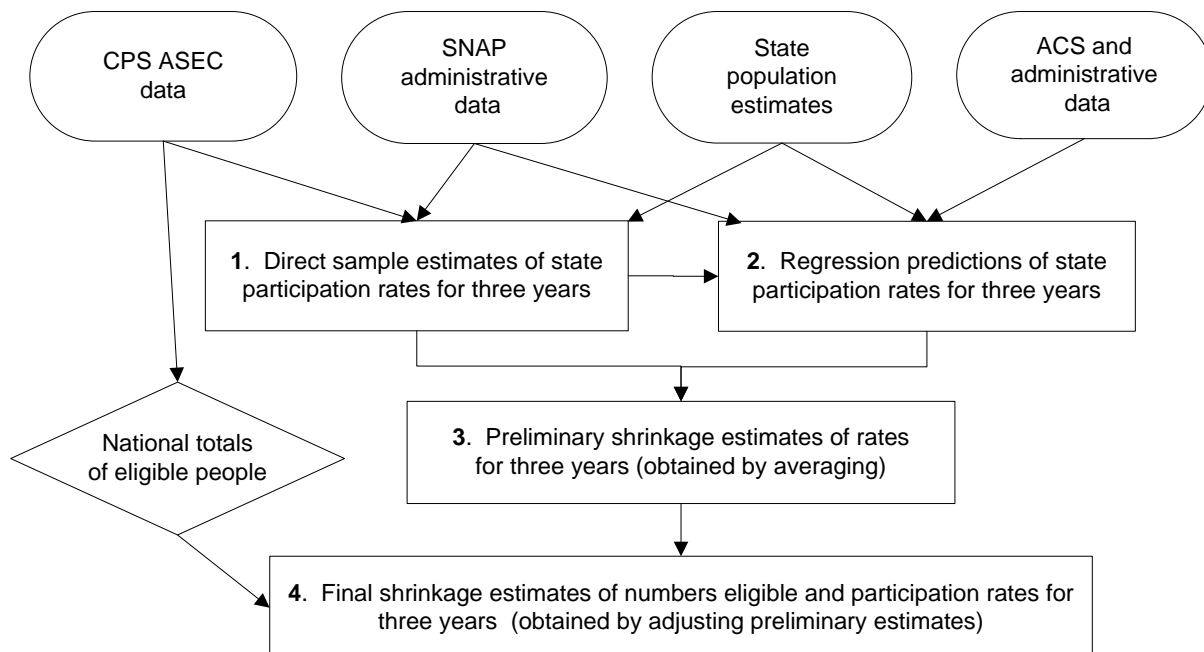 CPS ASEC
data
SNAP
administrative
data
State
population
estimates
ACS and
administrative
data
1. Direct sample estimates of state
participation rates for three years
2. Regression predictions of state
participation rates for three years
National totals
of eligible people
3. Preliminary shrinkage estimates of rates
for three years (obtained by averaging)
4. Final shrinkage estimates of numbers eligible and participation rates for
three years (obtained by adjusting preliminary estimates)